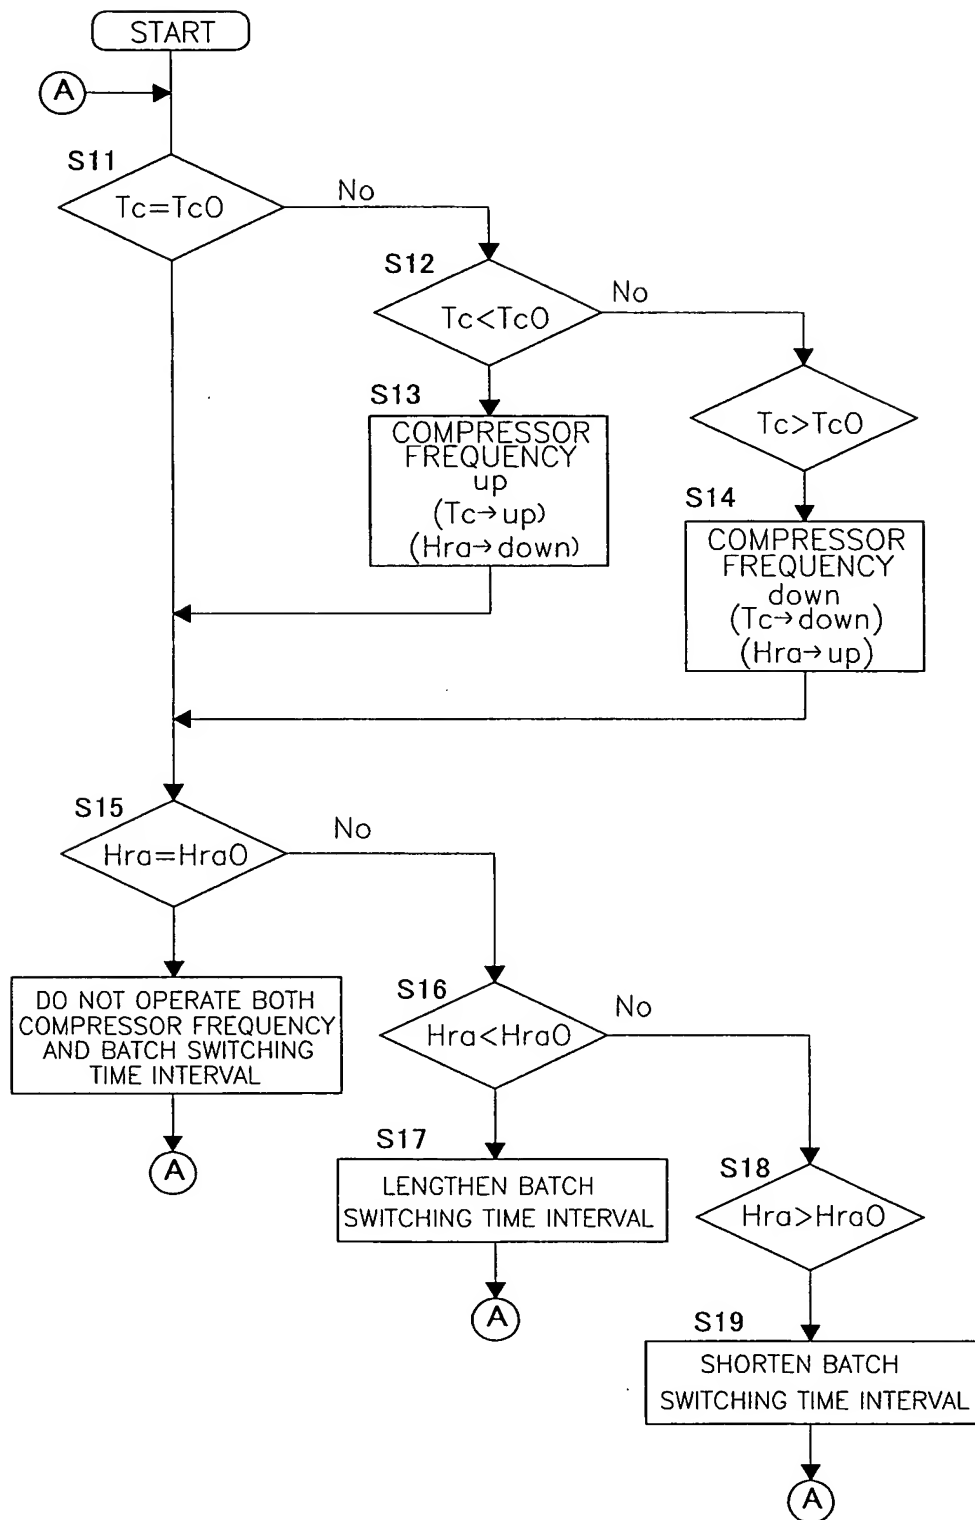 START
A
S11
Tc=Tc0
No
S12
Tc<Tc0
No
S13
COMPRESSOR
FREQUENCY
up
(Tc→up)
(Hra→down)
Tc>Tc0
S14
COMPRESSOR
FREQUENCY
down
(Tc→down)
(Hra→up)
S15
Hra=Hra0
No
DO NOT OPERATE BOTH
COMPRESSOR FREQUENCY
AND BATCH SWITCHING
TIME INTERVAL
A
S16
Hra<Hra0
No
S17
LENGTHEN BATCH
SWITCHING TIME INTERVAL
A
S18
Hra>Hra0
S19
SHORTEN BATCH
SWITCHING TIME INTERVAL
A